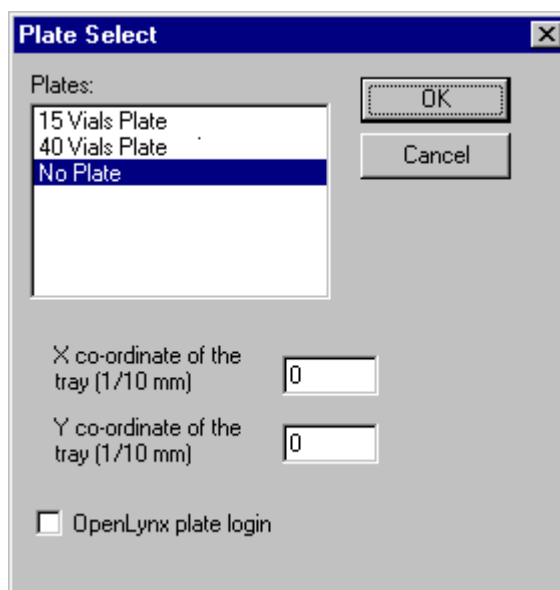 Plate Select
Plates:
15 Vials Plate
40 Vials Plate
No Plate
OK
Cancel
X co-ordinate of the
tray (1/10 mm)
0
Y co-ordinate of the
tray (1/10 mm)
0
OpenLynx plate login